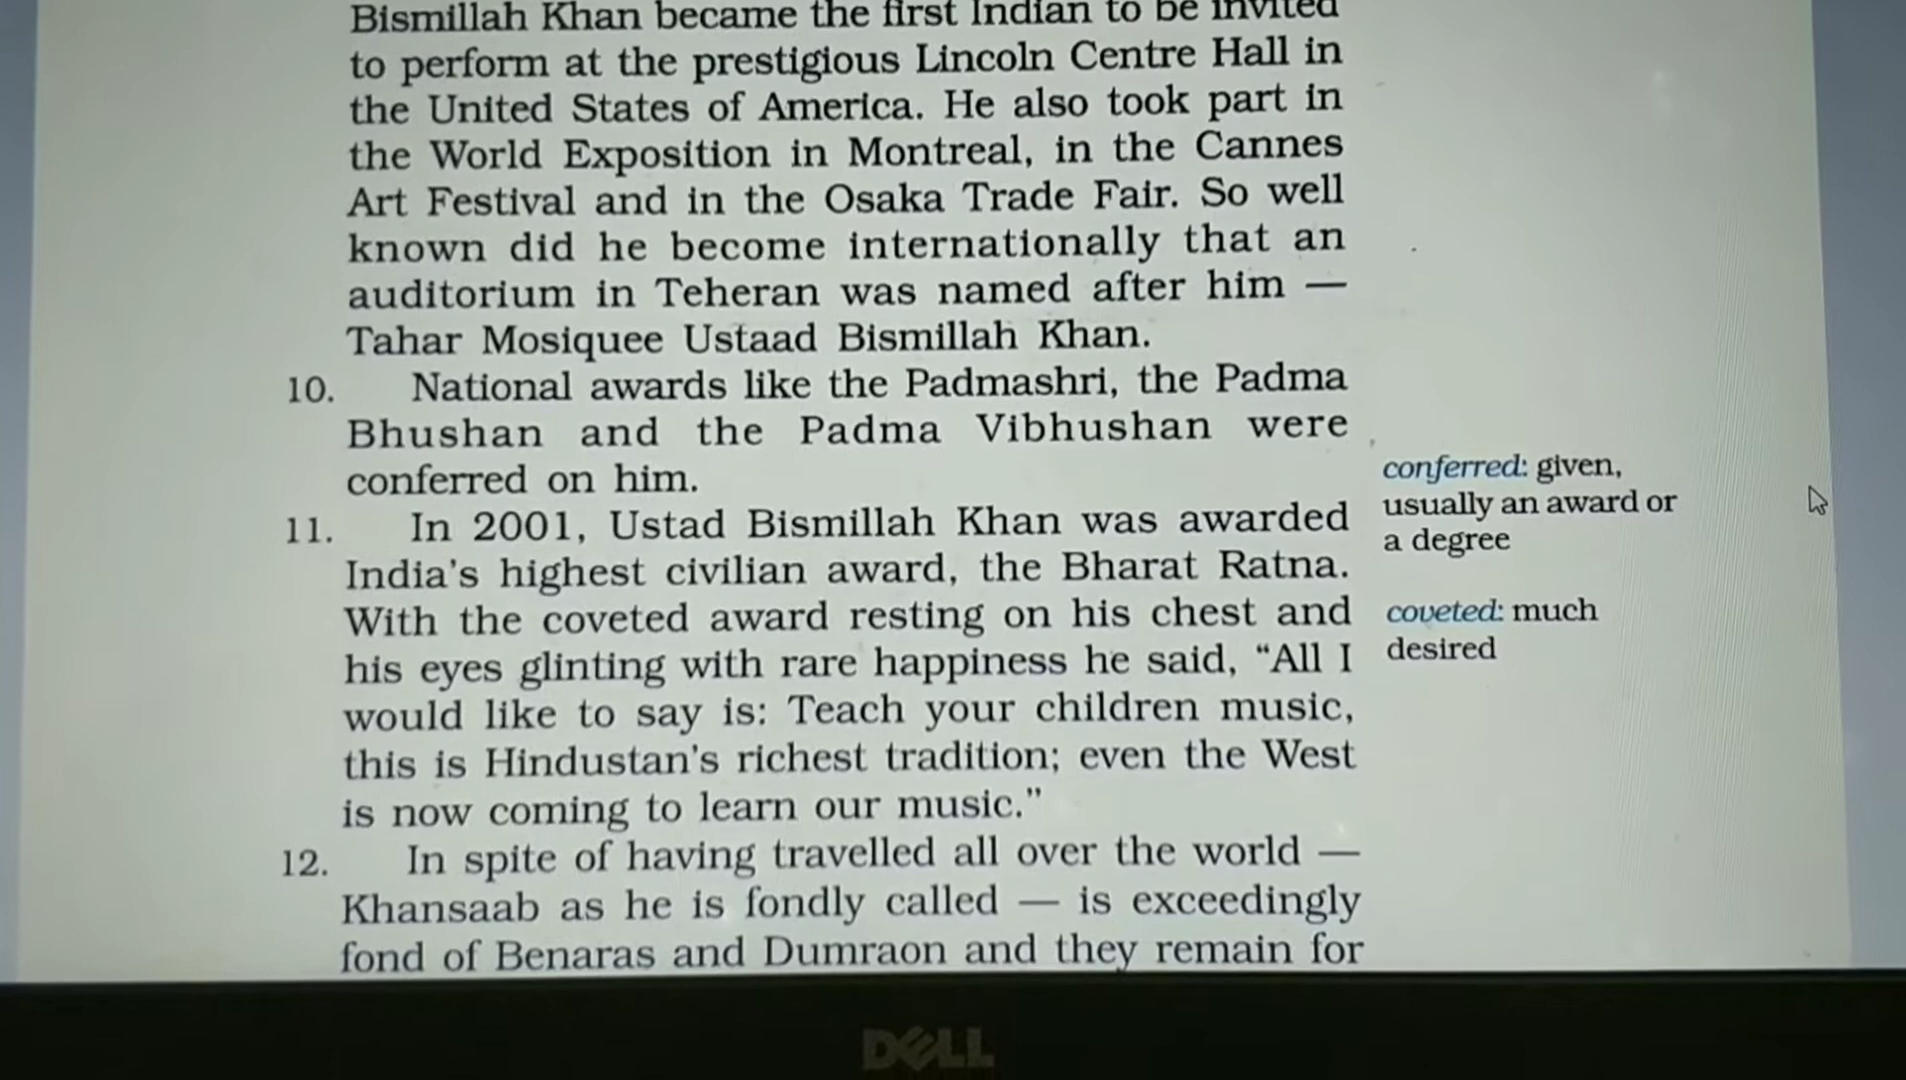 Bismillah Khan became the first Indian to be invited
to perform at the prestigious Lincoln Centre Hall in
the United States of America. He also took part in
the World Exposition in Montreal, in the Cannes
Art Festival and in the Osaka Trade Fair. So well
known did he become internationally that an
auditorium in Teheran was named after him —
Tahar Mosiquee Ustaad Bismillah Khan.
10. National awards like the Padmashri, the Padma
Bhushan and the Padma Vibhushan were
conferred on him.
conferred: given,
usually an award or
a degree
11. In 2001, Ustad Bismillah Khan was awarded
India's highest civilian award, the Bharat Ratna.
With the coveted award resting on his chest and
his eyes glinting with rare happiness he said, “All I
would like to say is: Teach your children music,
this is Hindustan's richest tradition; even the West
is now coming to learn our music.”
coveted: much
desired
12. In spite of having travelled all over the world —
Khansaab as he is fondly called — is exceedingly
fond of Benaras and Dumraon and they remain for
DELL